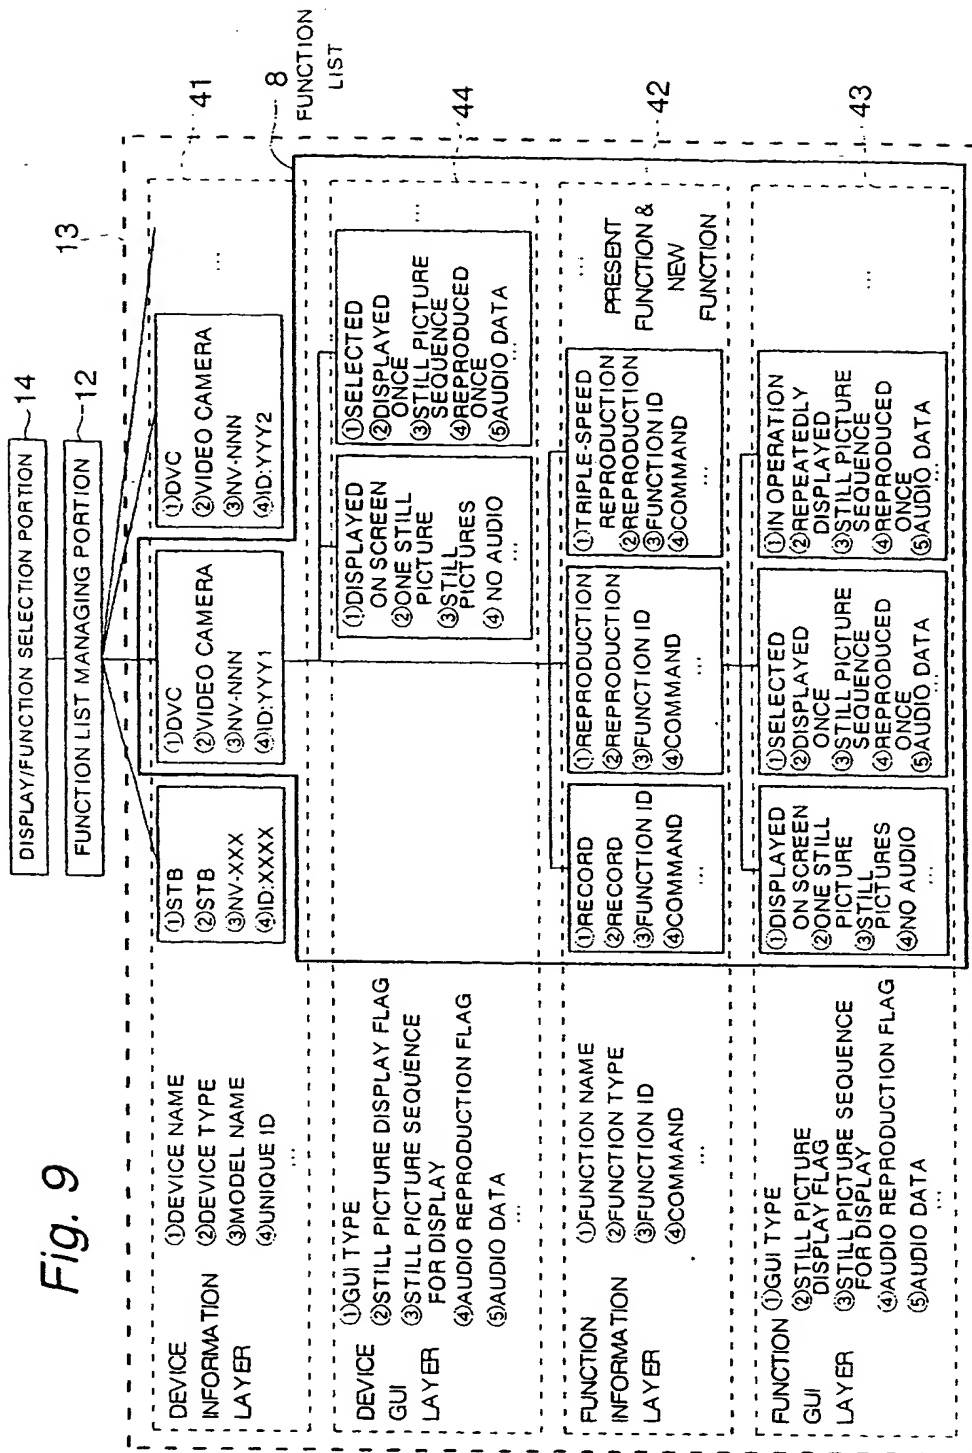 Fig. 9
DISPLAY/FUNCTION SELECTION PORTION
14
FUNCTION LIST MANAGING PORTION
12
13
41
8
FUNCTION
LIST
DEVICE
INFORMATION
LAYER
①DEVICE NAME
②DEVICE TYPE
③MODEL NAME
④UNIQUE ID
...
①STB
②STB
③NV-XXX
④ID:XXXX
①DVC
②VIDEO CAMERA
③NV-NNN
④ID:YYY1
①DVC
②VIDEO CAMERA
③NV-NNN
④ID:YYY2
...
44
DEVICE
GUI
LAYER
①GUI TYPE
②STILL PICTURE DISPLAY FLAG
③STILL PICTURE SEQUENCE
FOR DISPLAY
④AUDIO REPRODUCTION FLAG
⑤AUDIO DATA
...
①DISPLAYED
ON SCREEN
②ONE STILL
PICTURE
③STILL
PICTURES
④NO AUDIO
...
①SELECTED
②DISPLAYED
ONCE
③STILL PICTURE
SEQUENCE
④REPRODUCED
ONCE
⑤AUDIO DATA
...
...
42
FUNCTION
INFORMATION
LAYER
①FUNCTION NAME
②FUNCTION TYPE
③FUNCTION ID
④COMMAND
...
①RECORD
②RECORD
③FUNCTION ID
④COMMAND
...
①REPRODUCTION
②REPRODUCTION
③FUNCTION ID
④COMMAND
...
①TRIPLE-SPEED
REPRODUCTION
②REPRODUCTION
③FUNCTION ID
④COMMAND
...
...
PRESENT
FUNCTION &
NEW
FUNCTION
43
FUNCTION
GUI
LAYER
①GUI TYPE
②STILL PICTURE
DISPLAY FLAG
③STILL PICTURE SEQUENCE
FOR DISPLAY
④AUDIO REPRODUCTION FLAG
⑤AUDIO DATA
...
①DISPLAYED
ON SCREEN
②ONE STILL
PICTURE
③STILL
PICTURES
④NO AUDIO
...
①SELECTED
②DISPLAYED
ONCE
③STILL PICTURE
SEQUENCE
④REPRODUCED
ONCE
⑤AUDIO DATA
...
①IN OPERATION
②REPEATEDLY
DISPLAYED
③STILL PICTURE
SEQUENCE
④REPRODUCED
ONCE
⑤AUDIO DATA
...
...